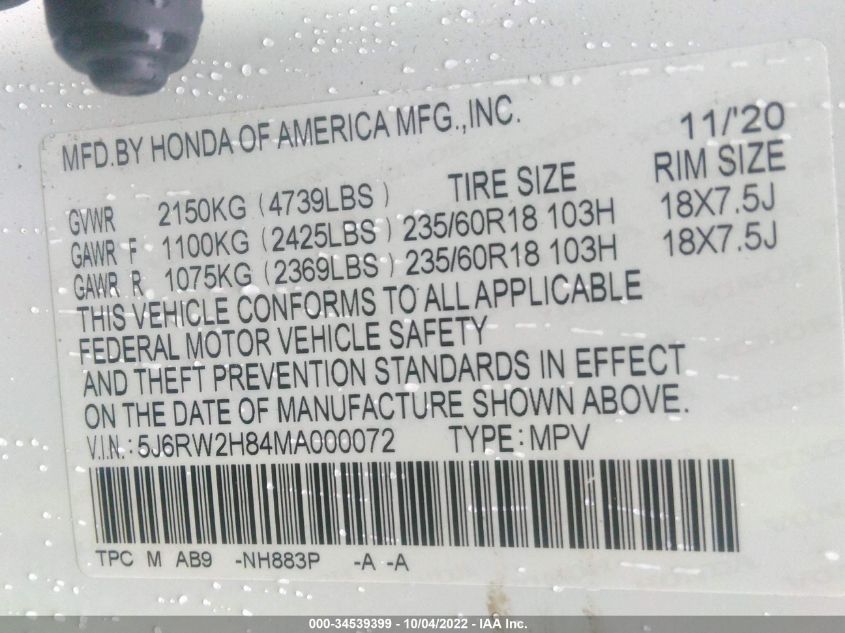 MFD.BY HONDA OF AMERICA MFG.,INC. 11/'20
TIRE SIZE RIM SIZE
GVWR 2150KG (4739LBS)
GAWR F 1100KG (2425LBS) 235/60R18 103H 18X7.5J
GAWR R 1075KG (2369LBS) 235/60R18 103H 18X7.5J
THIS VEHICLE CONFORMS TO ALL APPLICABLE
FEDERAL MOTOR VEHICLE SAFETY
AND THEFT PREVENTION STANDARDS IN EFFECT
ON THE DATE OF MANUFACTURE SHOWN ABOVE.
V.I.N.: 5J6RW2H84MA000072 TYPE: MPV
TPC M AB9 -NH883P -A -A
000-34539399 - 10/04/2022 - IAA Inc.